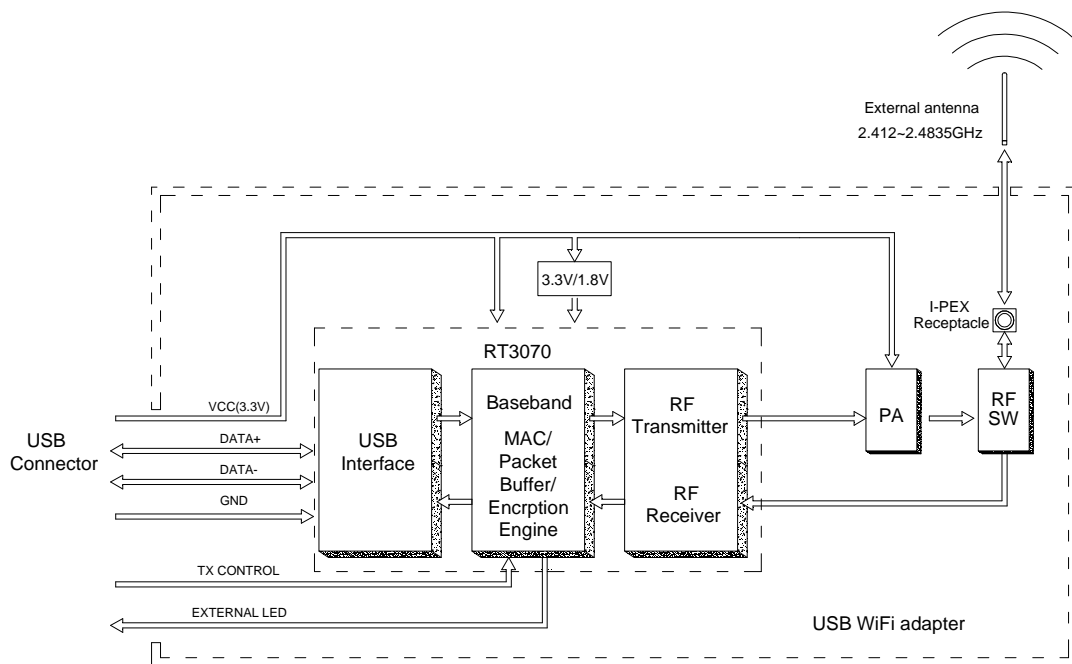 External antenna
2.412~2.4835GHz
3.3V/1.8V
I-PEX
Receptacle
RT3070
VCC(3.3V)
USB
Connector
DATA+
DATA-
GND
USB
Interface
Baseband
MAC/
Packet
Buffer/
Encrption
Engine
RF
Transmitter
RF
Receiver
PA
RF
SW
TX CONTROL
EXTERNAL LED
USB WiFi adapter